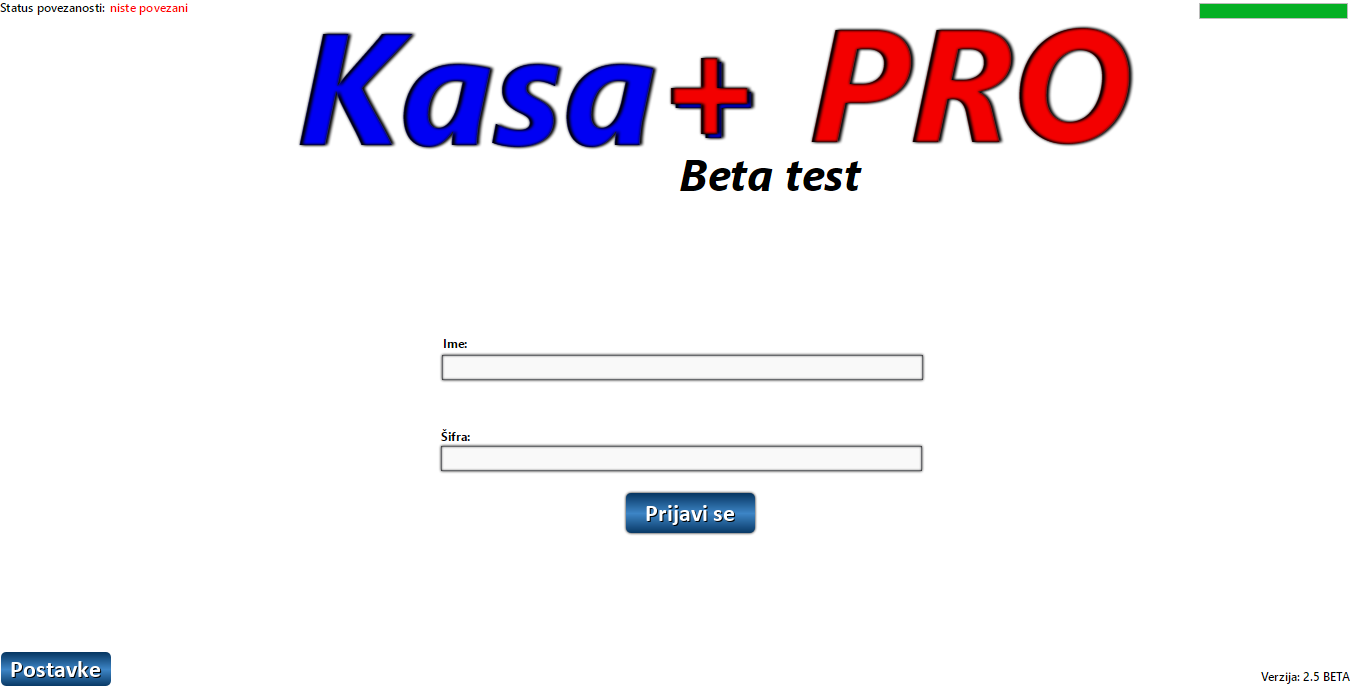 Status povezanosti: niste povezani
Kasa+ PRO
Beta test
Ime:
Šifra:
Prijavi se
Postavke
Verzija: 2.5 BETA